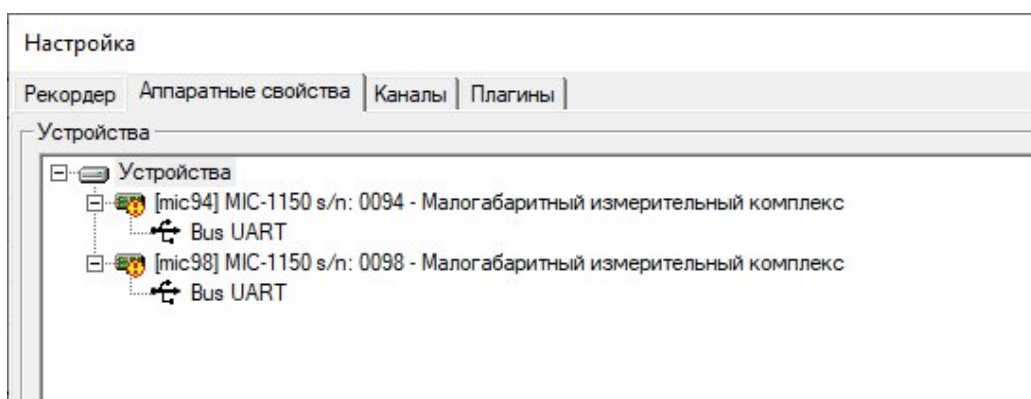 Настройка
Рекордер Аппаратные свойства Каналы Плагины
Устройства
Устройства
[mic94] MIC-1150 s/n: 0094 - Малогабаритный измерительный комплекс
Bus UART
[mic98] MIC-1150 s/n: 0098 - Малогабаритный измерительный комплекс
Bus UART